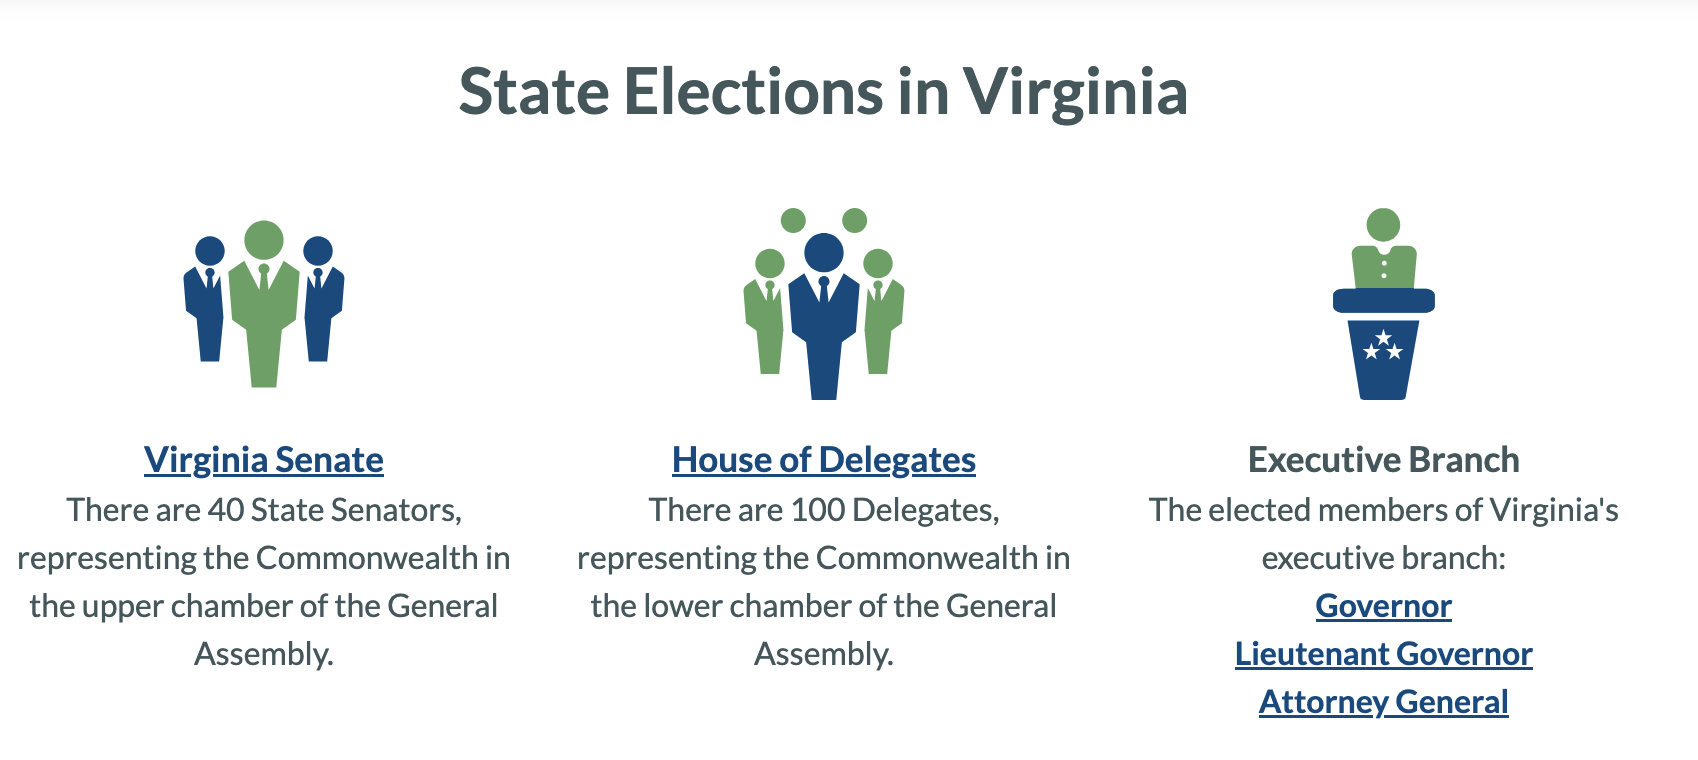 State Elections in Virginia
Virginia Senate
There are 40 State Senators,
representing the Commonwealth in
the upper chamber of the General
Assembly.
House of Delegates
There are 100 Delegates,
representing the Commonwealth in
the lower chamber of the General
Assembly.
Executive Branch
The elected members of Virginia's
executive branch:
Governor
Lieutenant Governor
Attorney General